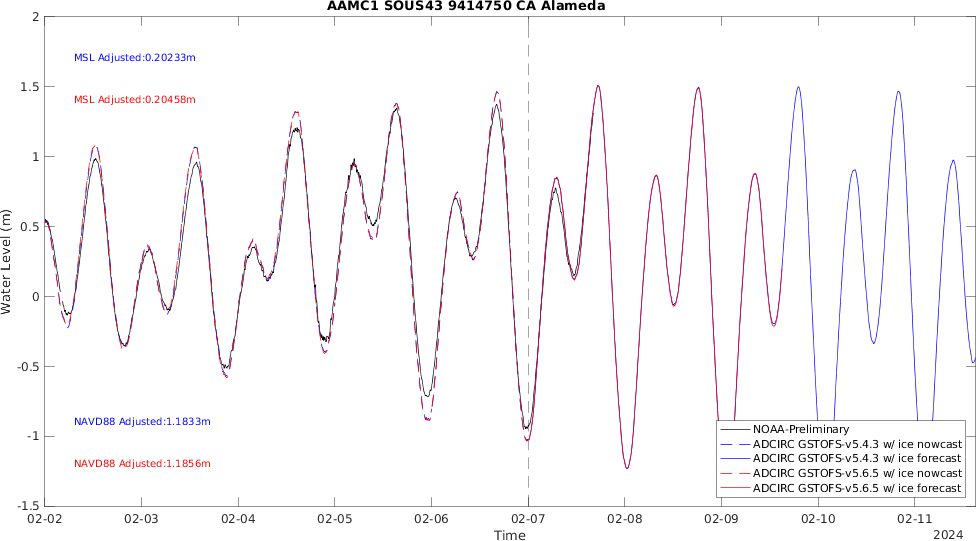 AAMC1 SOUS43 9414750 CA Alameda
2
MSL Adjusted:0.20233m
1.5
MSL Adjusted:0.20458m
1
0.5
Water Level (m)
0
-0.5
NAVD88 Adjusted:1.1833m
NOAA-Preliminary
-1
ADCIRC GSTOFS-v5.4.3 w/ ice nowcast
ADCIRC GSTOFS-v5.4.3 w/ ice forecast
NAVD88 Adjusted:1.1856m
ADCIRC GSTOFS-v5.6.5 w/ ice nowcast
ADCIRC GSTOFS-v5.6.5 w/ ice forecast
-1.5
02-02 02-03 02-04 02-05 02-06 02-07 02-08 02-09 02-10 02-11
Time
2024